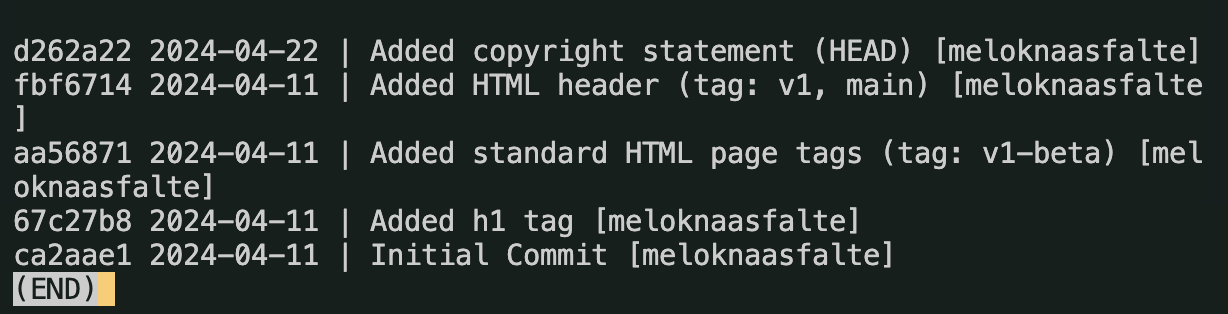 d262a22 2024-04-22 | Added copyright statement (HEAD) [meloknaasfalte]
fbf6714 2024-04-11 | Added HTML header (tag: v1, main) [meloknaasfalte
]
aa56871 2024-04-11 | Added standard HTML page tags (tag: v1-beta) [mel
oknaasfalte]
67c27b8 2024-04-11 | Added h1 tag [meloknaasfalte]
ca2aae1 2024-04-11 | Initial Commit [meloknaasfalte]
(END)